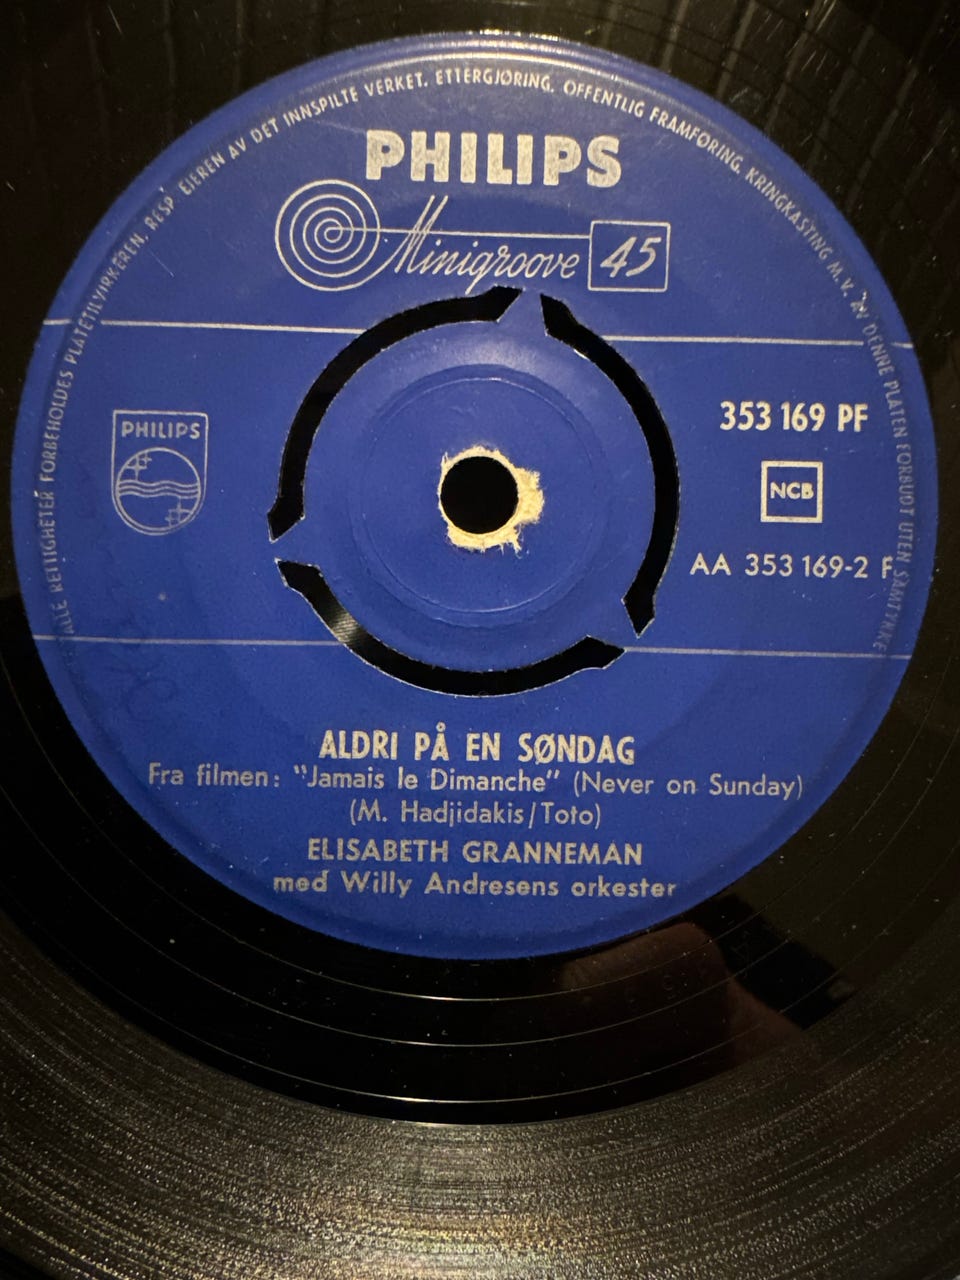 ALLE RETTIGHETER FORBEHOLDES PLATETILVIRKEREN, RESP. EIEREN AV DET INNSPILTE VERKET. ETTERGJØRING, OFFENTLIG FRAMFØRING, KRINGKASTING M.V. AV DENNE PLATEN FORBUDT UTEN SAMTYKKE
PHILIPS
Minigroove 45
PHILIPS
353 169 PF
NCB
AA 353 169-2 F
ALDRI PÅ EN SØNDAG
Fra filmen: "Jamais le Dimanche" (Never on Sunday)
(M. Hadjidakis/Toto)
ELISABETH GRANNEMAN
med Willy Andresens orkester